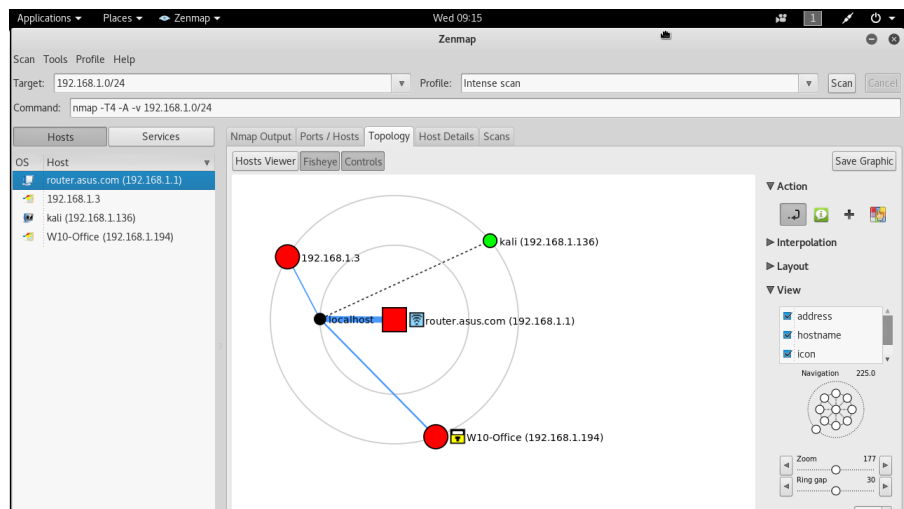 Applications Places Zenmap Wed 09:15 1
Zenmap
Scan Tools Profile Help
Target: 192.168.1.0/24 Profile: Intense scan Scan Cancel
Command: nmap -T4 -A -v 192.168.1.0/24
Hosts Services
Nmap Output Ports / Hosts Topology Host Details Scans
OS Host
Hosts Viewer Fisheye Controls Save Graphic
router.asus.com (192.168.1.1)
192.168.1.3
kali (192.168.1.136)
W10-Office (192.168.1.194)
kali (192.168.1.136)
192.168.1.3
localhost
router.asus.com (192.168.1.1)
W10-Office (192.168.1.194)
Action
Interpolation
Layout
View
address
hostname
icon
Navigation 225.0
Zoom 177
Ring gap 30